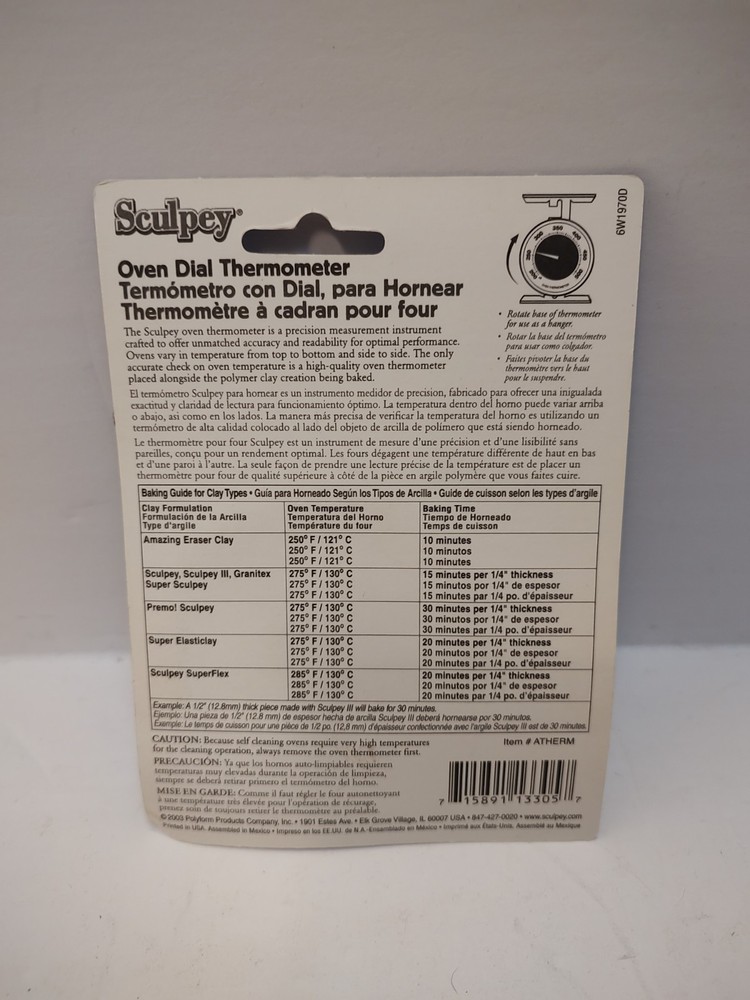 Sculpey®
6W1970D
Oven Dial Thermometer
Termómetro con Dial, para Hornear
Thermomètre à cadran pour four
• Rotate base of thermometer
for use as a hanger.
• Rotar la base del termómetro
para usar como colgador.
• Faites pivoter la base du
thermomètre vers le haut
pour le suspendre.
The Sculpey oven thermometer is a precision measurement instrument
crafted to offer unmatched accuracy and readability for optimal performance.
Ovens vary in temperature from top to bottom and side to side. The only
accurate check on oven temperature is a high-quality oven thermometer
placed alongside the polymer clay creation being baked.
El termómetro Sculpey para hornear es un instrumento medidor de precision, fabricado para ofrecer una inigualada
exactitud y claridad de lectura para funcionamiento óptimo. La temperatura dentro del horno puede variar arriba
o abajo, asi como en los lados. La manera más precisa de verificar la temperatura del horno es utilizando un
termómetro de alta calidad colocado al lado del objeto de arcilla de polímero que está siendo horneado.
Le thermomètre pour four Sculpey est un instrument de mesure d'une précision et d'une lisibilité sans
pareilles, conçu pour un rendement optimal. Les fours dégagent une température différente de haut en bas
et d'une paroi à l'autre. La seule façon de prendre une lecture précise de la température est de placer un
thermomètre pour four de qualité supérieure à côté de la pièce en argile polymère que vous faites cuire.
Baking Guide for Clay Types • Guía para Horneado Según los Tipos de Arcilla • Guide de cuisson selon les types d'argile
Clay Formulation Oven Temperature Baking Time
Formulación de la Arcilla Temperatura del Horno Tiempo de Horneado
Type d'argile Température du four Temps de cuisson
Amazing Eraser Clay 250° F / 121° C 10 minutes
250° F / 121° C 10 minutos
250° F / 121° C 10 minutes
Sculpey, Sculpey III, Granitex 275° F / 130° C 15 minutes per 1/4" thickness
Super Sculpey 275° F / 130° C 15 minutos por 1/4" de espesor
275° F / 130° C 15 minutes par 1/4 po. d'épaisseur
Premo! Sculpey 275° F / 130° C 30 minutes per 1/4" thickness
275° F / 130° C 30 minutos por 1/4" de espesor
275° F / 130° C 30 minutes par 1/4 po. d'épaisseur
Super Elasticlay 275° F / 130° C 20 minutes per 1/4" thickness
275° F / 130° C 20 minutos por 1/4" de espesor
275° F / 130° C 20 minutes par 1/4 po. d'épaisseur
Sculpey SuperFlex 285° F / 130° C 20 minutes per 1/4" thickness
285° F / 130° C 20 minutos por 1/4" de espesor
285° F / 130° C 20 minutes par 1/4 po. d'épaisseur
Example: A 1/2" (12.8mm) thick piece made with Sculpey III will bake for 30 minutes.
Ejemplo: Una pieza de 1/2" (12.8 mm) de espesor hecha de arcilla Sculpey III deberá hornearse por 30 minutos.
Example: Le temps de cuisson pour une pièce de 1/2 po. (12,8 mm) d'épaisseur confectionnée avec l'argile Sculpey III est de 30 minutes.
CAUTION: Because self cleaning ovens require very high temperatures
for the cleaning operation, always remove the oven thermometer first.
Item # ATHERM
PRECAUCIÓN: Ya que los hornos auto-limpiables requieren
temperaturas muy elevadas durante la operación de limpieza,
siempre se deberá retirar primero el termómetro del horno.
MISE EN GARDE: Comme il faut régler le four autonettoyant
à une température très élevée pour l'opération de récurage,
prenez soin de toujours retirer le thermomètre au préalable.
7 15891 13305 7
© 2003 Polyform Products Company, Inc. • 1901 Estes Ave. • Elk Grove Village, IL 60007 USA • 847-427-0020 • www.sculpey.com
Printed in USA. Assembled in Mexico • Impreso en los EE.UU. de N.A. Ensamblado en México • Imprimé aux États-Unis. Assemblé au Mexique